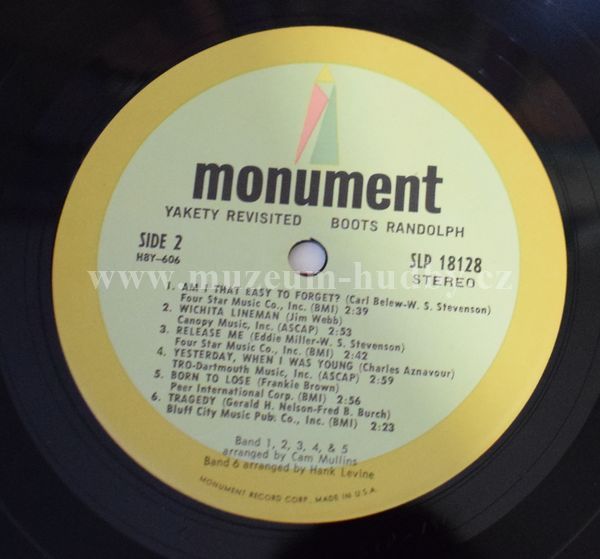 monument
YAKETY REVISITED BOOTS RANDOLPH
SIDE 2 SLP 18128
HBY-606 STEREO
www.muzeum-hudby.cz
1. AM I THAT EASY TO FORGET? (Carl Belew-W. S. Stevenson)
Four Star Music Co., Inc. (BMI) 2:39
2. WICHITA LINEMAN (Jim Webb)
Canopy Music, Inc. (ASCAP) 2:53
3. RELEASE ME (Eddie Miller-W. S. Stevenson)
Four Star Music Co., Inc. (BMI) 2:42
4. YESTERDAY, WHEN I WAS YOUNG (Charles Aznavour)
TRO-Dartmouth Music, Inc. (ASCAP) 2:59
5. BORN TO LOSE (Frankie Brown)
Peer International Corp. (BMI) 2:56
6. TRAGEDY (Gerald H. Nelson-Fred B. Burch)
Bluff City Music Pub. Co., Inc. (BMI) 2:23
Band 1, 2, 3, 4, & 5
arranged by Cam Mullins
Band 6 arranged by Hank Levine
MONUMENT RECORD CORP. MADE IN U.S.A.